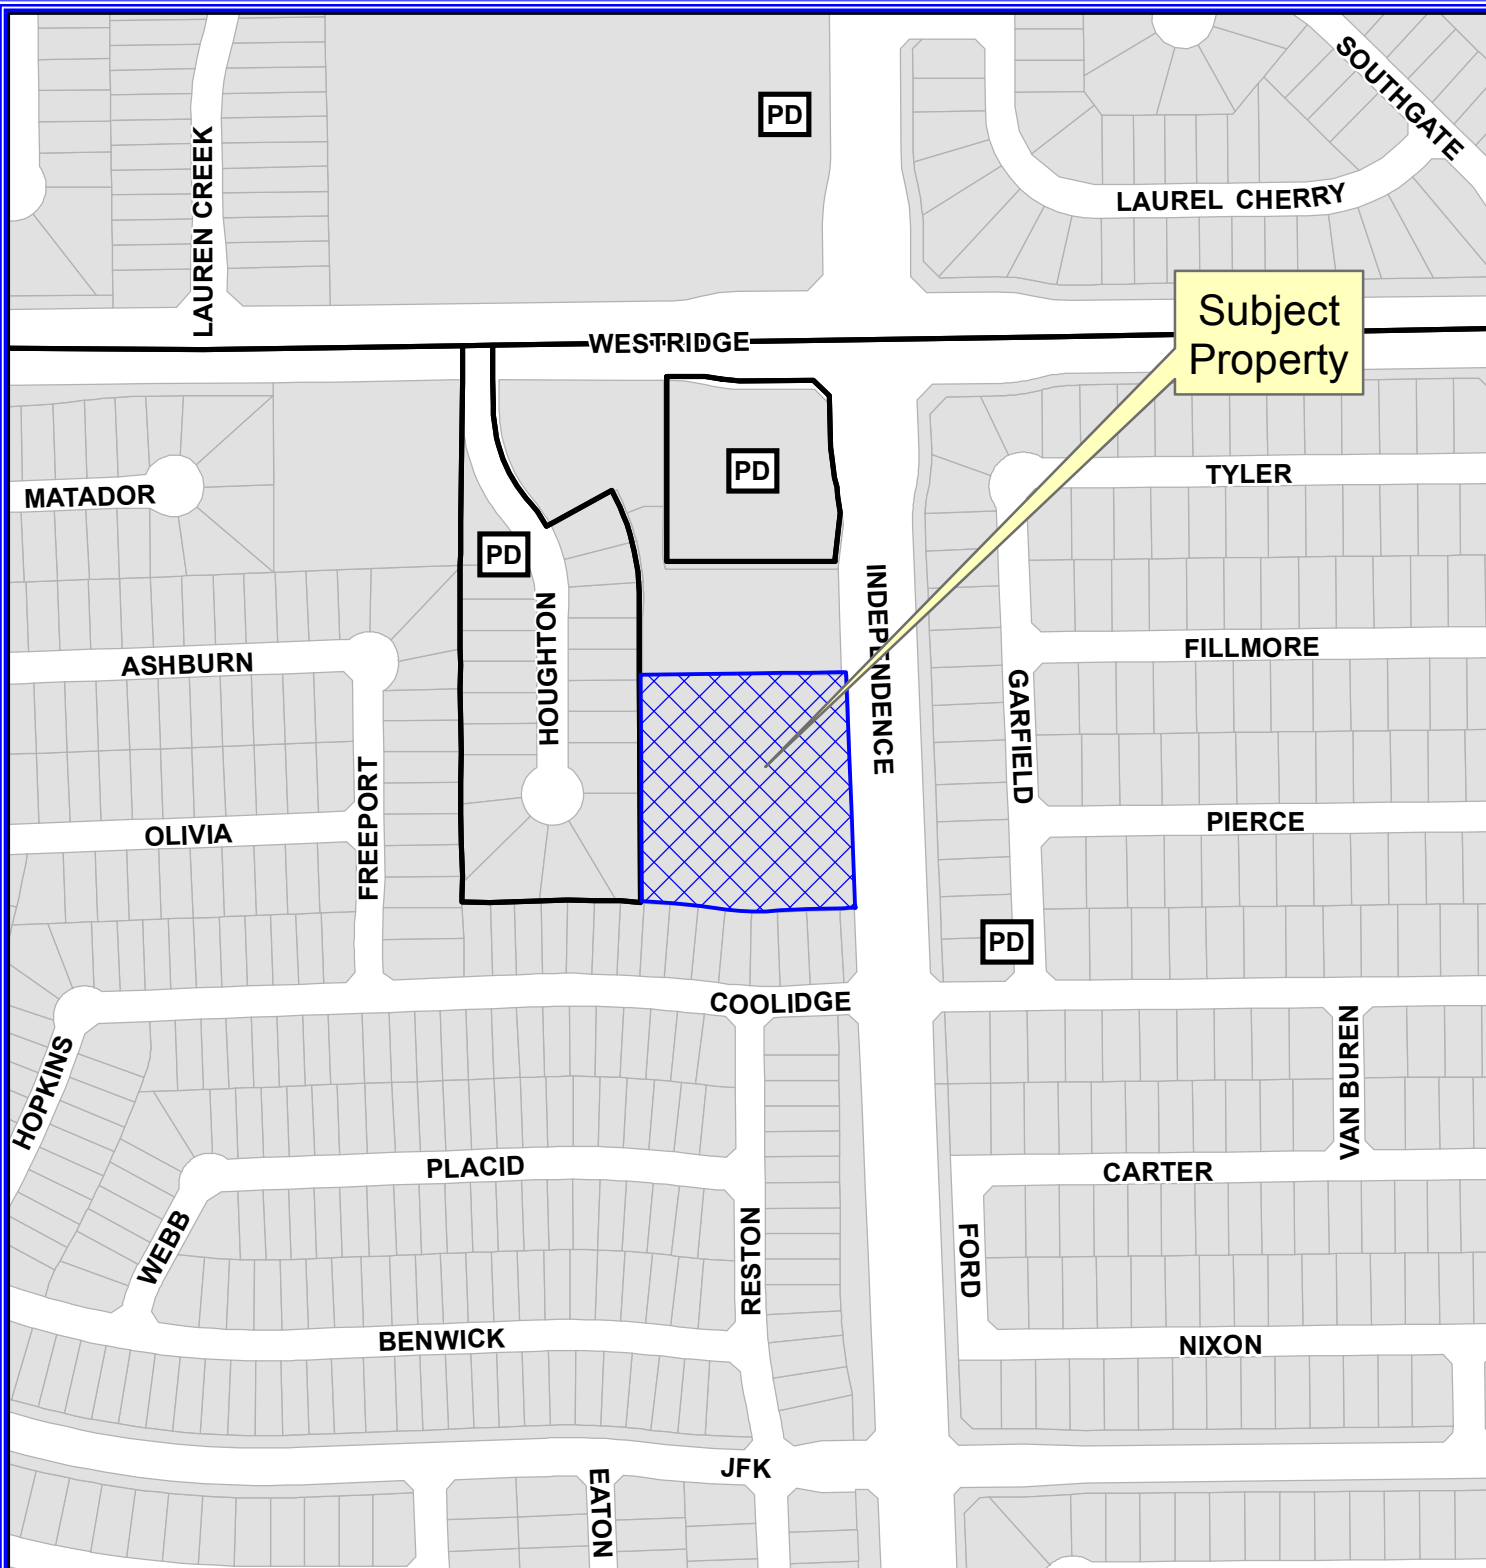 SOUTHGATE
PD
LAUREN CREEK
LAUREL CHERRY
Subject
Property
WESTRIDGE
PD
TYLER
MATADOR
PD
INDEPENDENCE
HOUGHTON
FILLMORE
ASHBURN
GARFIELD
FREEPORT
PIERCE
OLIVIA
PD
COOLIDGE
VAN BUREN
HOPKINS
PLACID
CARTER
WEBB
RESTON
FORD
BENWICK
NIXON
JFK
EATON